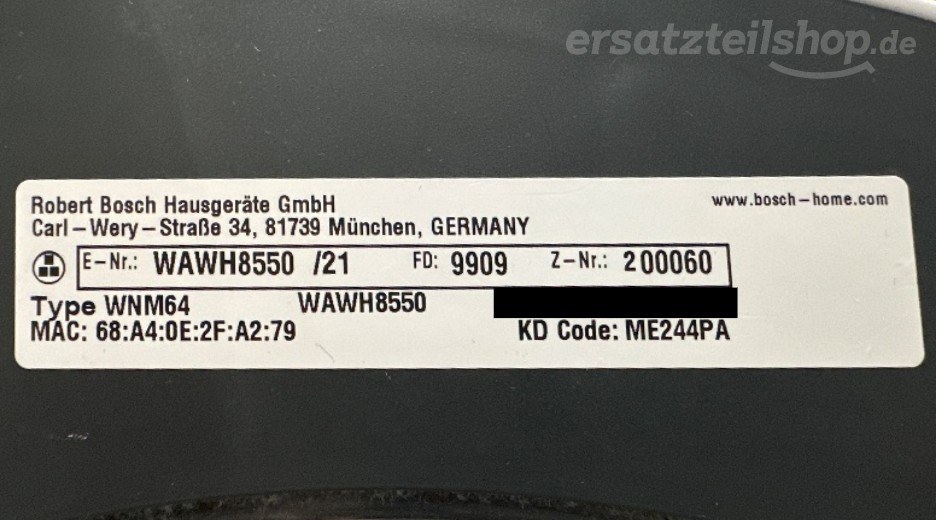 ersatzteilshop.de
Robert Bosch Hausgeräte GmbH www.bosch-home.com
Carl-Wery-Straße 34, 81739 München, GERMANY
E-Nr.: WAWH8550 /21 FD: 9909 Z-Nr.: 200060
Type WNM64 WAWH8550
MAC: 68:A4:0E:2F:A2:79 KD Code: ME244PA